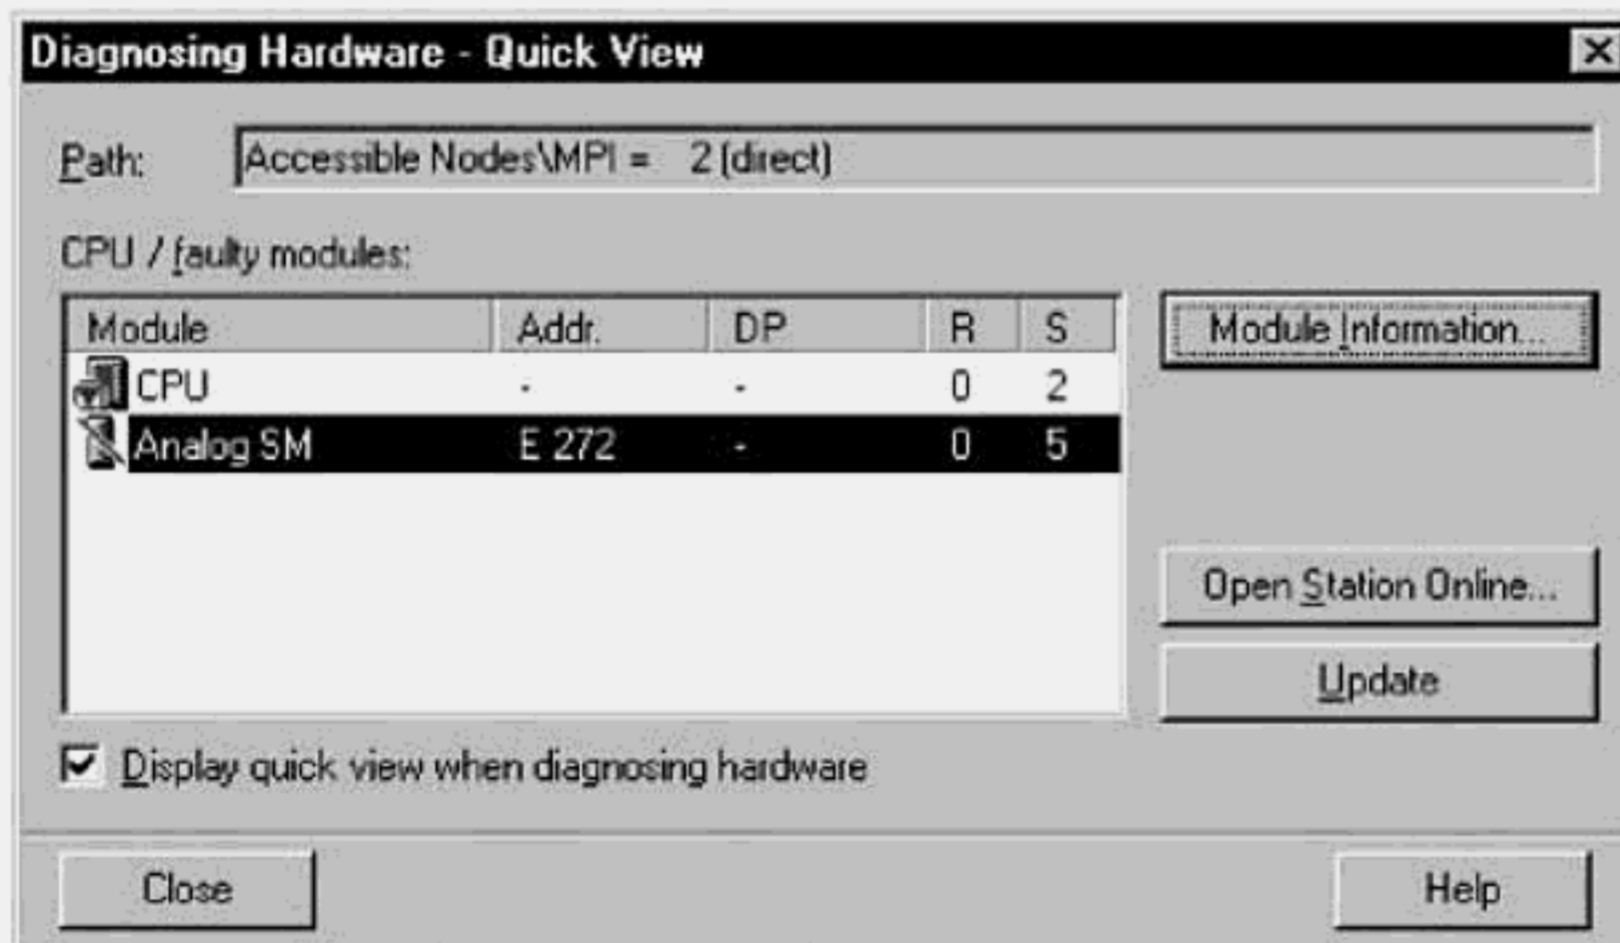 Diagnosing Hardware - Quick View
Path: Accessible Nodes\MPI = 2 (direct)
CPU / faulty modules:
Module Addr. DP R S
CPU - - 0 2
Analog SM E 272 - 0 5
Module Information...
Open Station Online...
Update
Display quick view when diagnosing hardware
Close Help